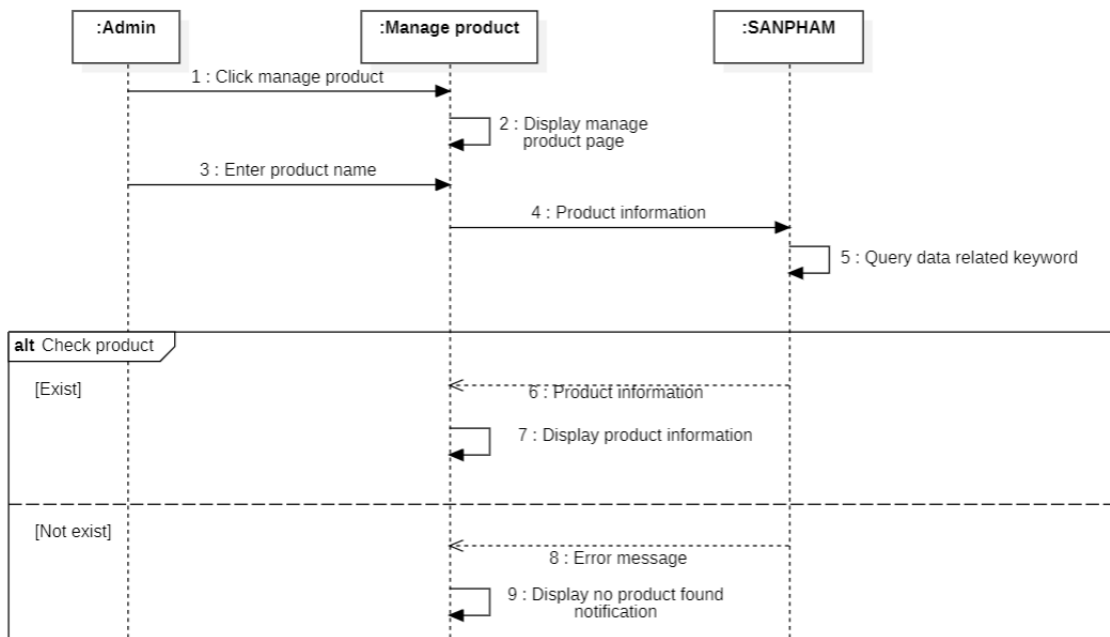 :Admin
:Manage product
:SANPHAM
1 : Click manage product
2 : Display manage
product page
3 : Enter product name
4 : Product information
5 : Query data related keyword
alt Check product
[Exist]
6 : Product information
7 : Display product information
[Not exist]
8 : Error message
9 : Display no product found
notification